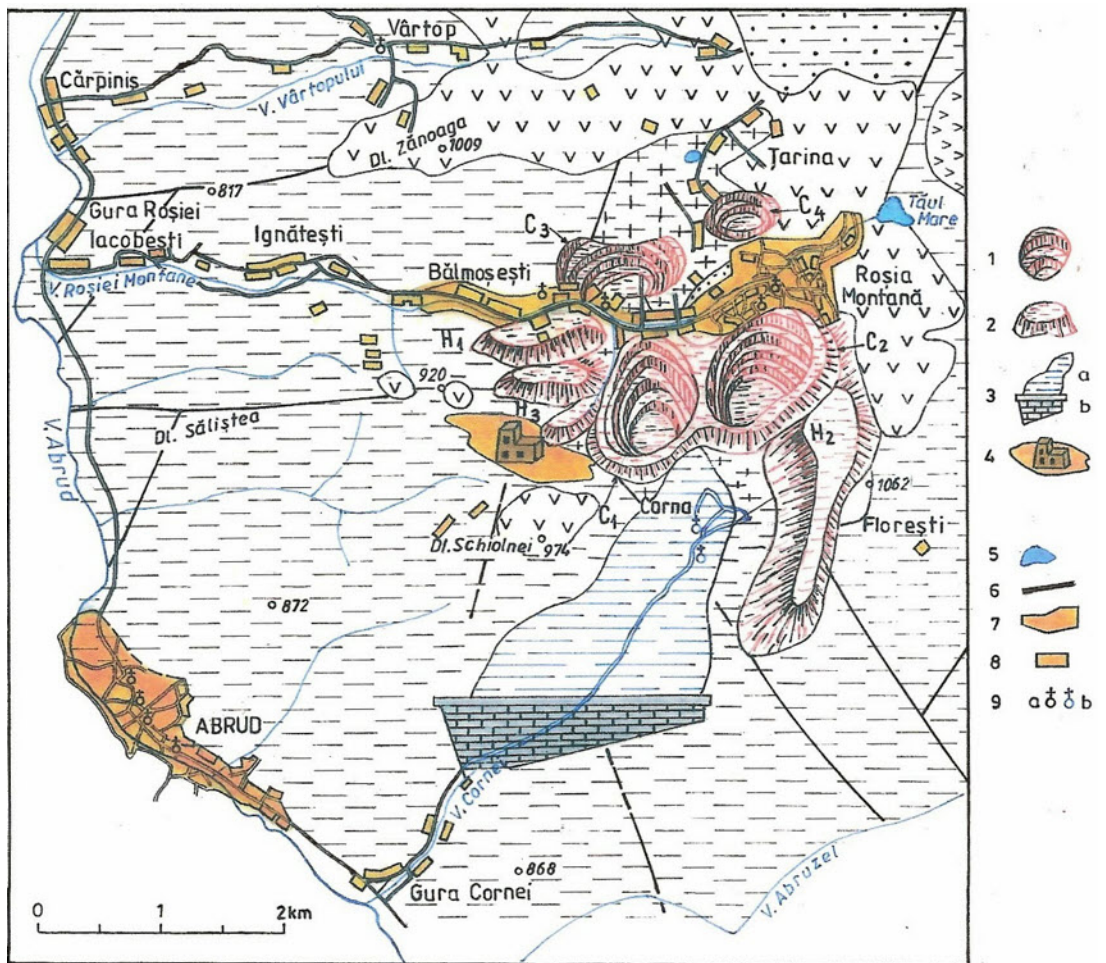 Vârtop
Cărpiniș
V. Vârtopului
Dl. Zănoaga
1009
Țarina
817
Gura Roșiei
Tăul
Mare
C4
C3
Iacobești
Ignătești
V. Roșiei Montane
Bălmoșești
Roșia
Montană
H1
C2
920
H3
Dl. Săliștea
H2
V. Abrud
1062
C1
Corna
Florești
Dl. Șchiolnei
974
872
ABRUD
V. Cornei
868
Gura Cornei
V. Abruzel
0 1 2km
1
2
3 a
b
4
5
6
7
8
9 a b